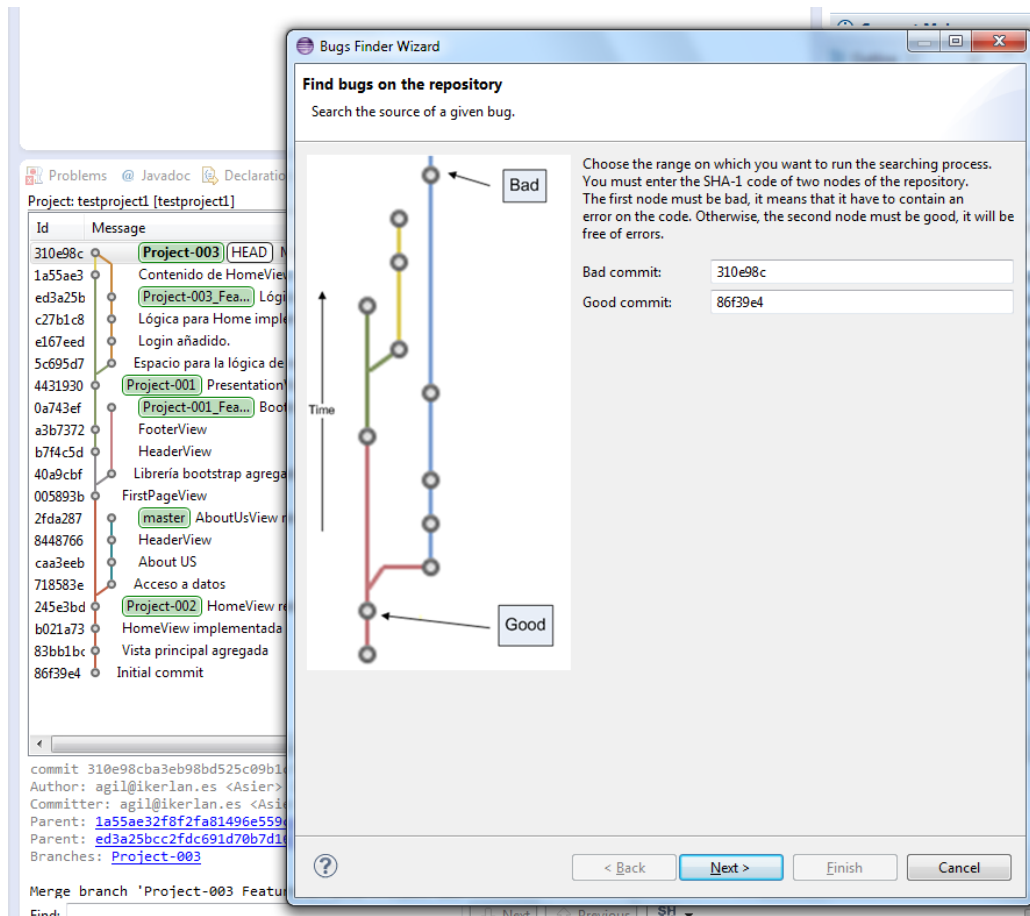 Problems @ Javadoc Declaratio
Project: testproject1 [testproject1]
Id Message
310e98c Project-003 HEAD
1a55ae3 Contenido de HomeView
ed3a25b Project-003_Fea... Lógi
c27b1c8 Lógica para Home imple
e167eed Login añadido.
5c695d7 Espacio para la lógica de
4431930 Project-001 Presentation
0a743ef Project-001_Fea... Boot
a3b7372 FooterView
b7f4c5d HeaderView
40a9cbf Librería bootstrap agrega
005893b FirstPageView
2fda287 master AboutUsView r
8448766 HeaderView
caa3eeb About US
718583e Acceso a datos
245e3bd Project-002 HomeView re
b021a73 HomeView implementada
83bb1bc Vista principal agregada
86f39e4 Initial commit
commit 310e98cba3eb98bd525c09b1
Author: agil@ikerlan.es <Asier>
Committer: agil@ikerlan.es <Asie
Parent: 1a55ae32f8f2fa81496e559
Parent: ed3a25bcc2fdc691d70b7d1
Branches: Project-003
Merge branch 'Project-003 Featur
Find:
Next Previous
Bugs Finder Wizard
Find bugs on the repository
Search the source of a given bug.
Bad
Time
Good
Choose the range on which you want to run the searching process.
You must enter the SHA-1 code of two nodes of the repository.
The first node must be bad, it means that it have to contain an
error on the code. Otherwise, the second node must be good, it will be
free of errors.
Bad commit: 310e98c
Good commit: 86f39e4
< Back Next > Finish Cancel